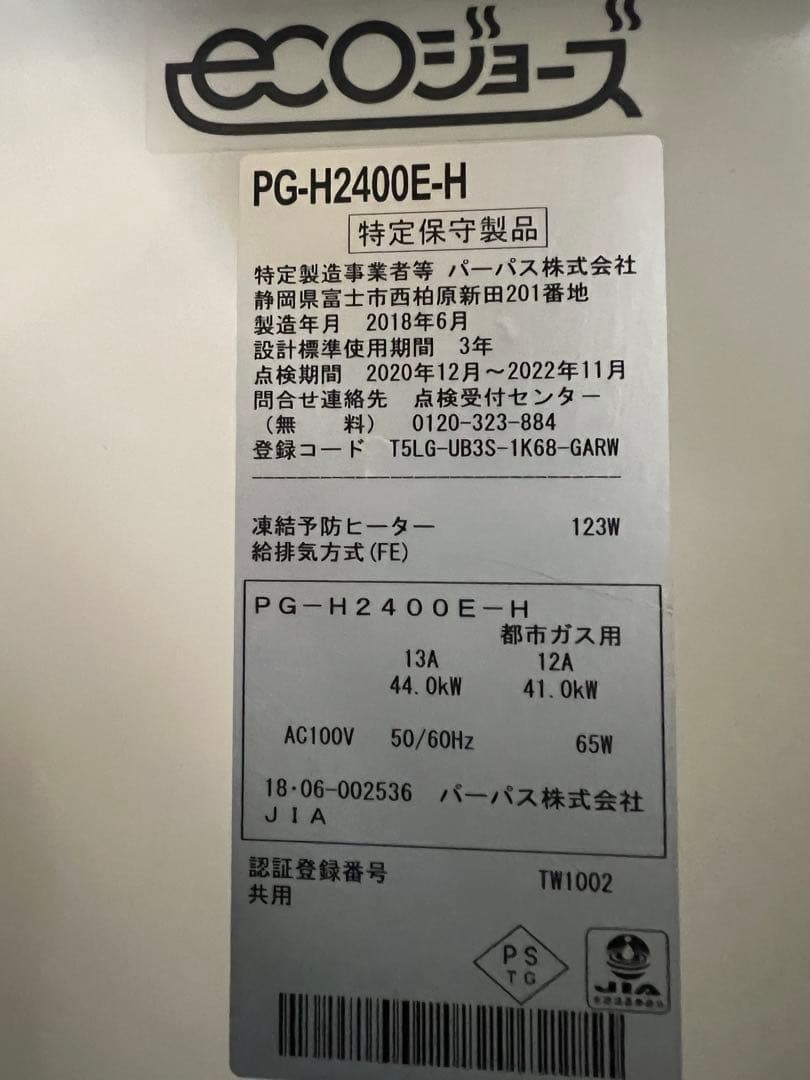 ecoジョーズ
PG-H2400E-H
特定保守製品
特定製造事業者等 パーパス株式会社
静岡県富士市西柏原新田201番地
製造年月 2018年6月
設計標準使用期間 3年
点検期間 2020年12月～2022年11月
問合せ連絡先 点検受付センター
（無 料） 0120-323-884
登録コード T5LG-UB3S-1K68-GARW
凍結予防ヒーター 123W
給排気方式(FE)
PG－H2400E－H
都市ガス用
13A 12A
44.0kW 41.0kW
AC100V 50/60Hz 65W
18・06-002536 パーパス株式会社
JIA
認証登録番号 TW1002
共用
PS
TG
JIA